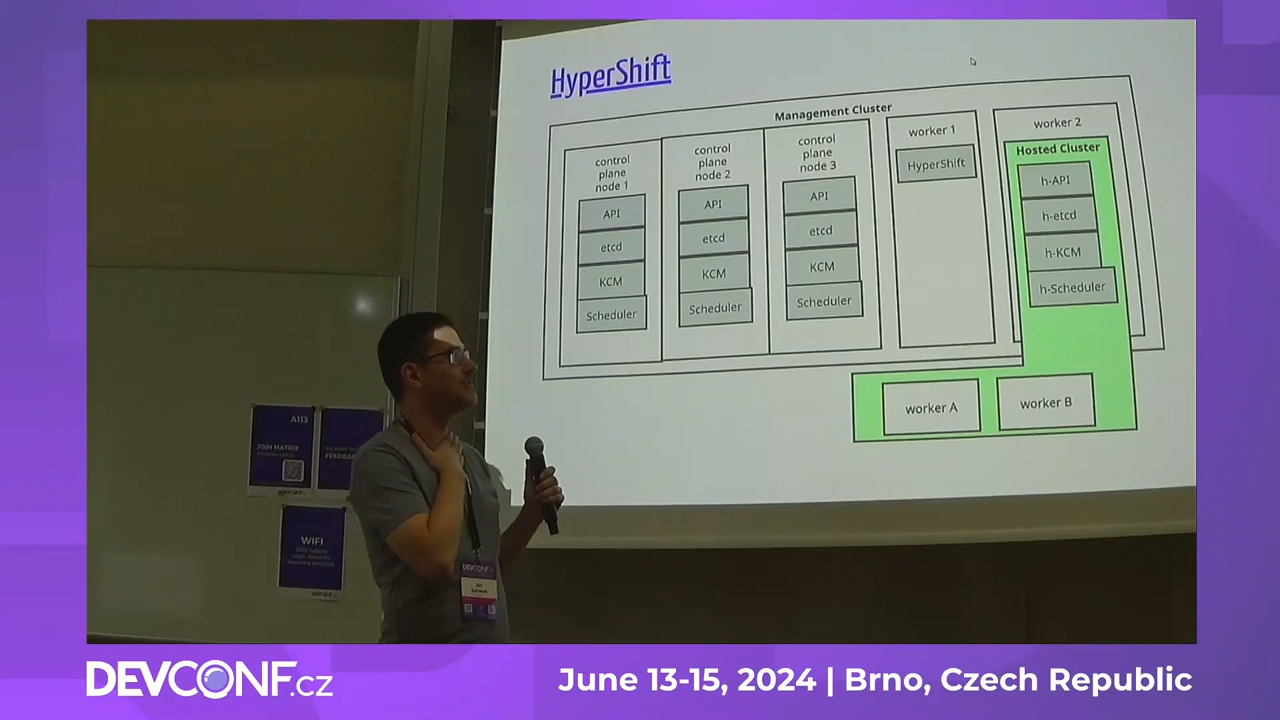 HyperShift
Management Cluster
control
plane
node 1
API
etcd
KCM
Scheduler
control
plane
node 2
API
etcd
KCM
Scheduler
control
plane
node 3
API
etcd
KCM
Scheduler
worker 1
HyperShift
worker 2
Hosted Cluster
h-API
h-etcd
h-KCM
h-Scheduler
worker A
worker B
A113
JOIN MATRIX
FEEDBA
WIFI
DEVCONF
DEVCONF.cz
June 13-15, 2024 | Brno, Czech Republic